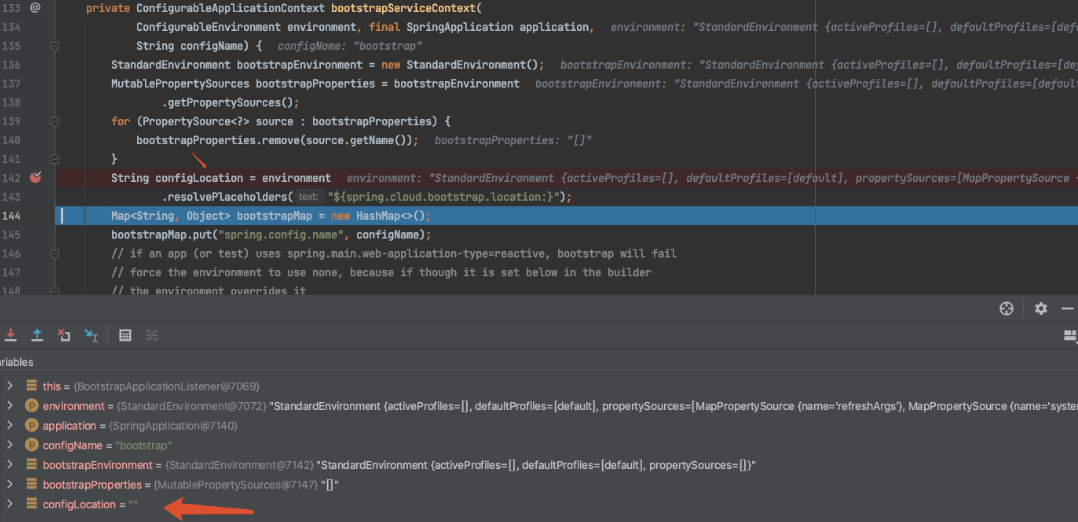 133 @ private ConfigurableApplicationContext bootstrapServiceContext(
134 ConfigurableEnvironment environment, final SpringApplication application, environment: "StandardEnvironment {activeProfiles=[], defaultProfiles=[def
135 String configName) { configName: "bootstrap"
136 StandardEnvironment bootstrapEnvironment = new StandardEnvironment(); bootstrapEnvironment: "StandardEnvironment {activeProfiles=[], defaultProfiles=[de
137 MutablePropertySources bootstrapProperties = bootstrapEnvironment bootstrapEnvironment: "StandardEnvironment {activeProfiles=[], defaultProfiles=[d
138 .getPropertySources();
139 for (PropertySource<?> source : bootstrapProperties) {
140 bootstrapProperties.remove(source.getName()); bootstrapProperties: "[]"
141 }
142 String configLocation = environment environment: "StandardEnvironment {activeProfiles=[], defaultProfiles=[default], propertySources=[MapPropertySource {
143 .resolvePlaceholders( text: "${spring.cloud.bootstrap.location:}");
144 Map<String, Object> bootstrapMap = new HashMap<>();
145 bootstrapMap.put("spring.config.name", configName);
146 // if an app (or test) uses spring.main.web-application-type=reactive, bootstrap will fail
147 // force the environment to use none, because if though it is set below in the builder
148 // the environment overrides it
riables
this = {BootstrapApplicationListener@7069}
environment = {StandardEnvironment@7072} "StandardEnvironment {activeProfiles=[], defaultProfiles=[default], propertySources=[MapPropertySource {name='refreshArgs'}, MapPropertySource {name='syste
application = {SpringApplication@7140}
configName = "bootstrap"
bootstrapEnvironment = {StandardEnvironment@7142} "StandardEnvironment {activeProfiles=[], defaultProfiles=[default], propertySources=[]}"
bootstrapProperties = {MutablePropertySources@7147} "[]"
configLocation = ""